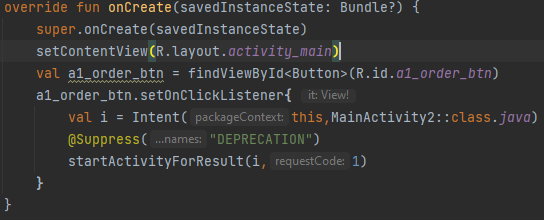 override fun onCreate(savedInstanceState: Bundle?) {
super.onCreate(savedInstanceState)
setContentView(R.layout.activity_main)
val a1_order_btn = findViewById<Button>(R.id.a1_order_btn)
a1_order_btn.setOnClickListener{ it: View!
val i = Intent( packageContext: this,MainActivity2::class.java)
@Suppress( ...names: "DEPRECATION")
startActivityForResult(i, requestCode: 1)
}
}